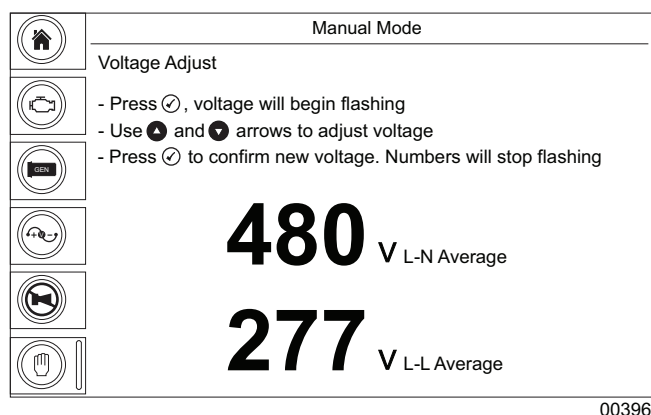 Manual Mode
Voltage Adjust
- Press ✓, voltage will begin flashing
- Use ▲ and ▼ arrows to adjust voltage
- Press ✓ to confirm new voltage. Numbers will stop flashing
GEN
+ V -
480 V L-N Average
277 V L-L Average
00396